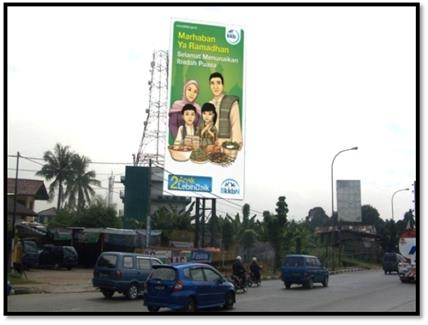 Marhaban
Ya Ramadhan
Selamat Menunaikan
Ibadah Puasa
2 Anak
Lebih Baik
bkkbn